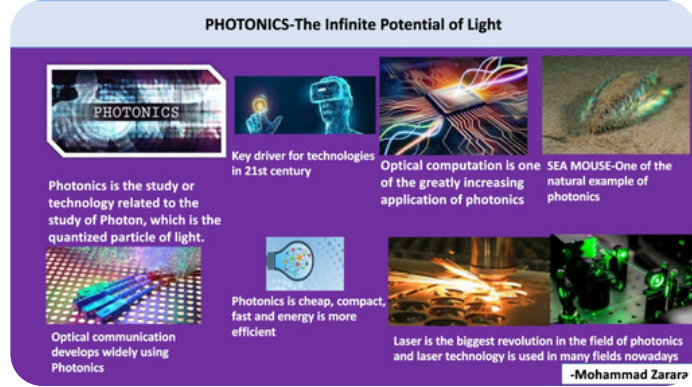 PHOTONICS-The Infinite Potential of Light
PHOTONICS
Photonics is the study or
technology related to the
study of Photon, which is the
quantized particle of light.
Key driver for technologies
in 21st century
Optical computation is one
of the greatly increasing
application of photonics
SEA MOUSE-One of the
natural example of
photonics
Optical communication
develops widely using
Photonics
Photonics is cheap, compact,
fast and energy is more
efficient
Laser is the biggest revolution in the field of photonics
and laser technology is used in many fields nowadays
-Mohammad Zarara